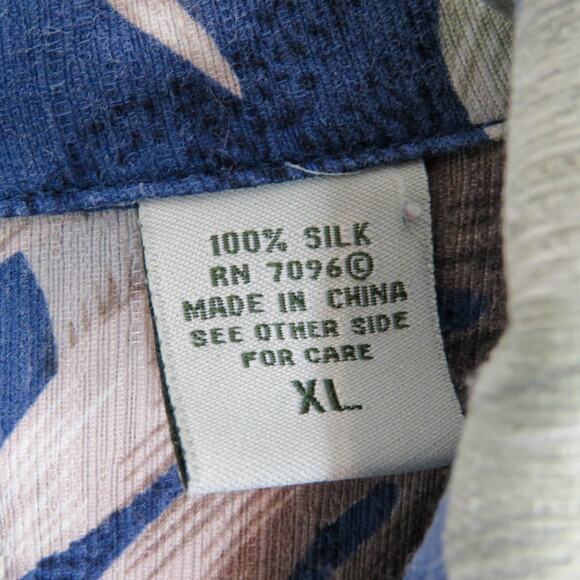 100% SILK
RN 7096©
MADE IN CHINA
SEE OTHER SIDE
FOR CARE
XL